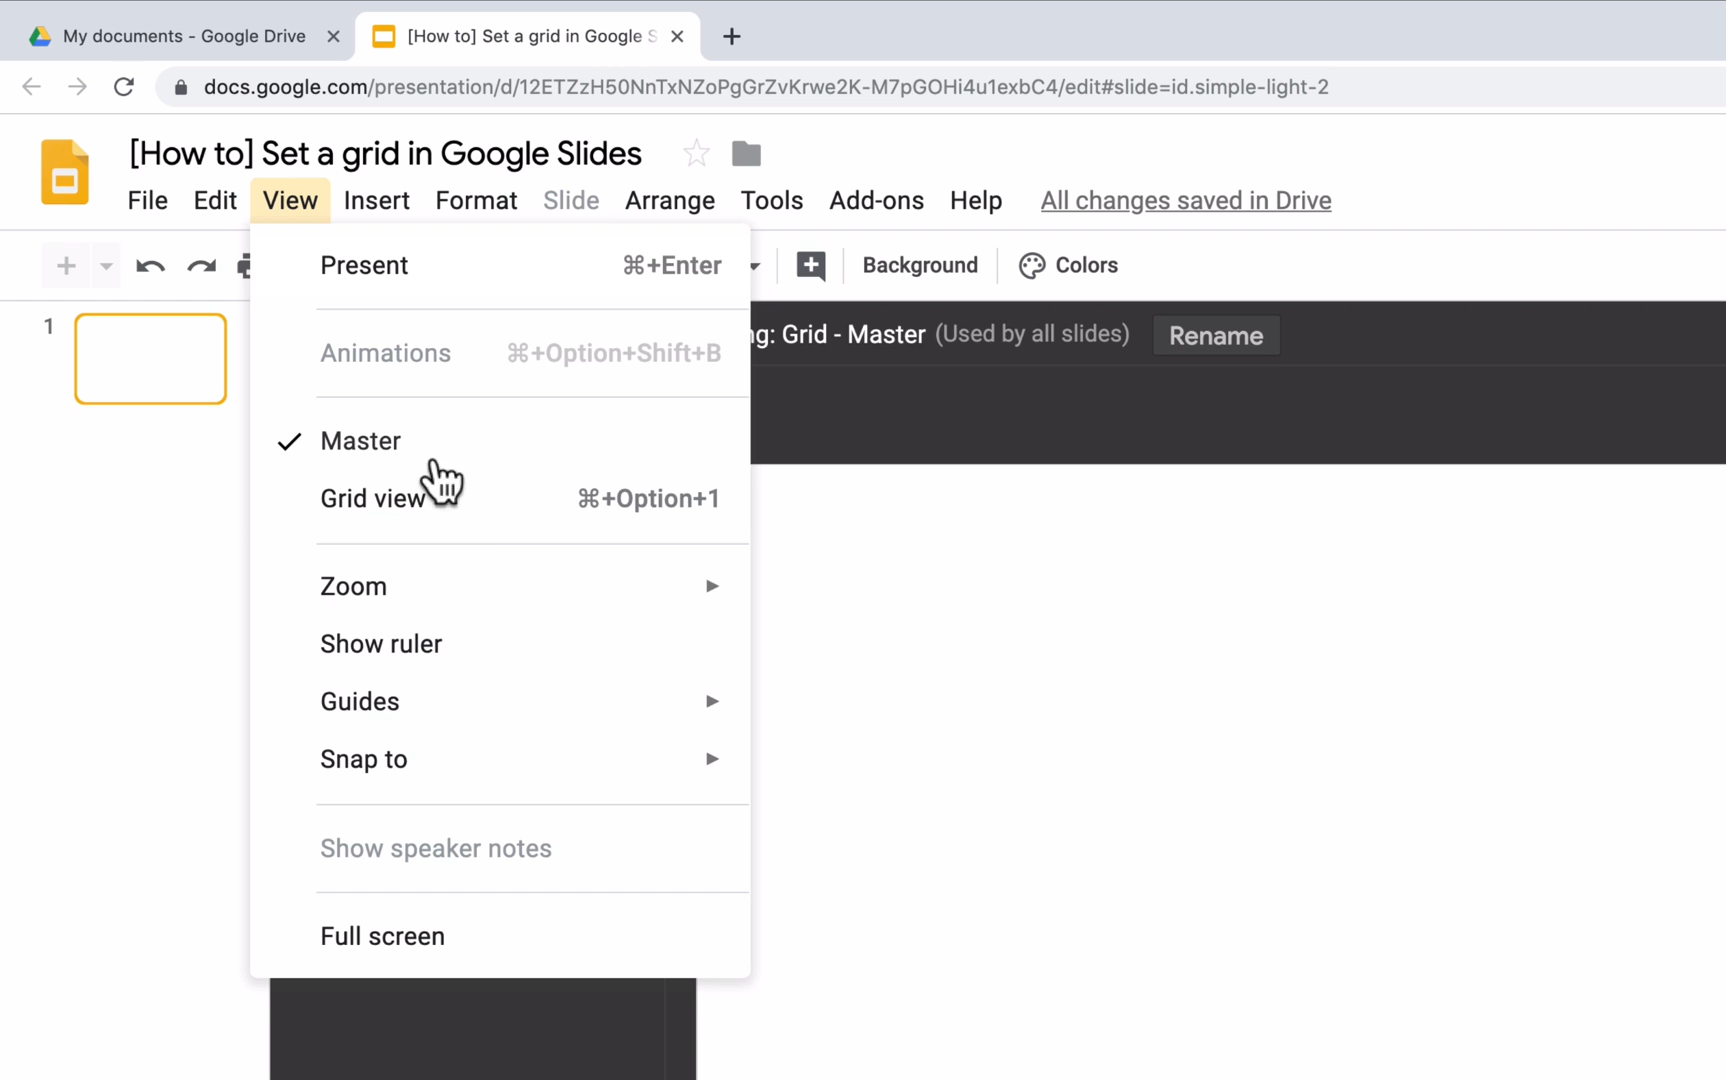 My documents - Google Drive
[How to] Set a grid in Google S
docs.google.com/presentation/d/12ETZzH50NnTxNZoPgGrZvKrwe2K-M7pGOHi4u1exbC4/edit#slide=id.simple-light-2
[How to] Set a grid in Google Slides
File Edit View Insert Format Slide Arrange Tools Add-ons Help All changes saved in Drive
Background Colors
Present ⌘+Enter
1
ng: Grid - Master (Used by all slides) Rename
Animations ⌘+Option+Shift+B
Master
Grid view ⌘+Option+1
Zoom
Show ruler
Guides
Snap to
Show speaker notes
Full screen